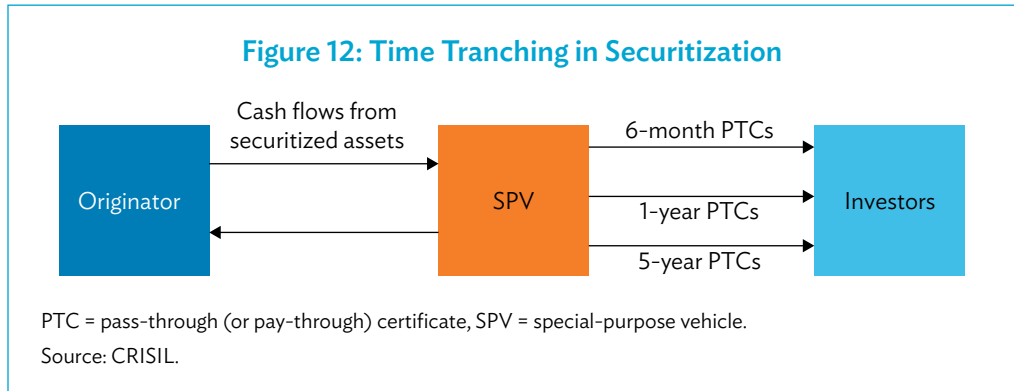 Figure 12: Time Tranching in Securitization
Cash flows from
securitized assets
6-month PTCs
Originator
SPV
1-year PTCs
Investors
5-year PTCs
PTC = pass-through (or pay-through) certificate, SPV = special-purpose vehicle.
Source: CRISIL.